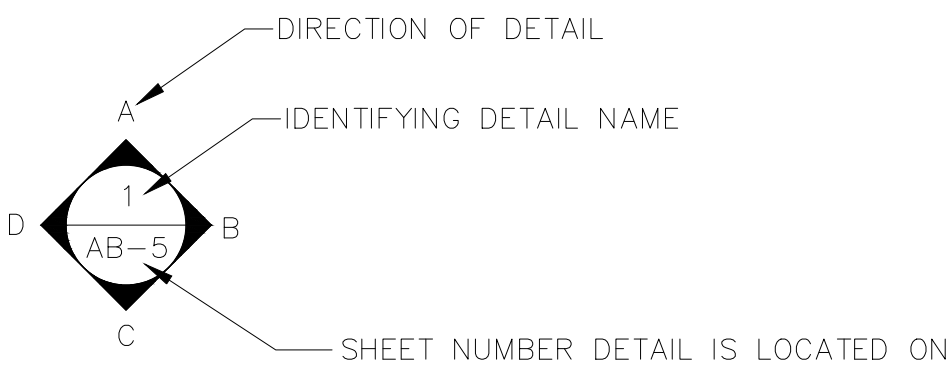 DIRECTION OF DETAIL
A
IDENTIFYING DETAIL NAME
1
D
B
AB-5
C
SHEET NUMBER DETAIL IS LOCATED ON